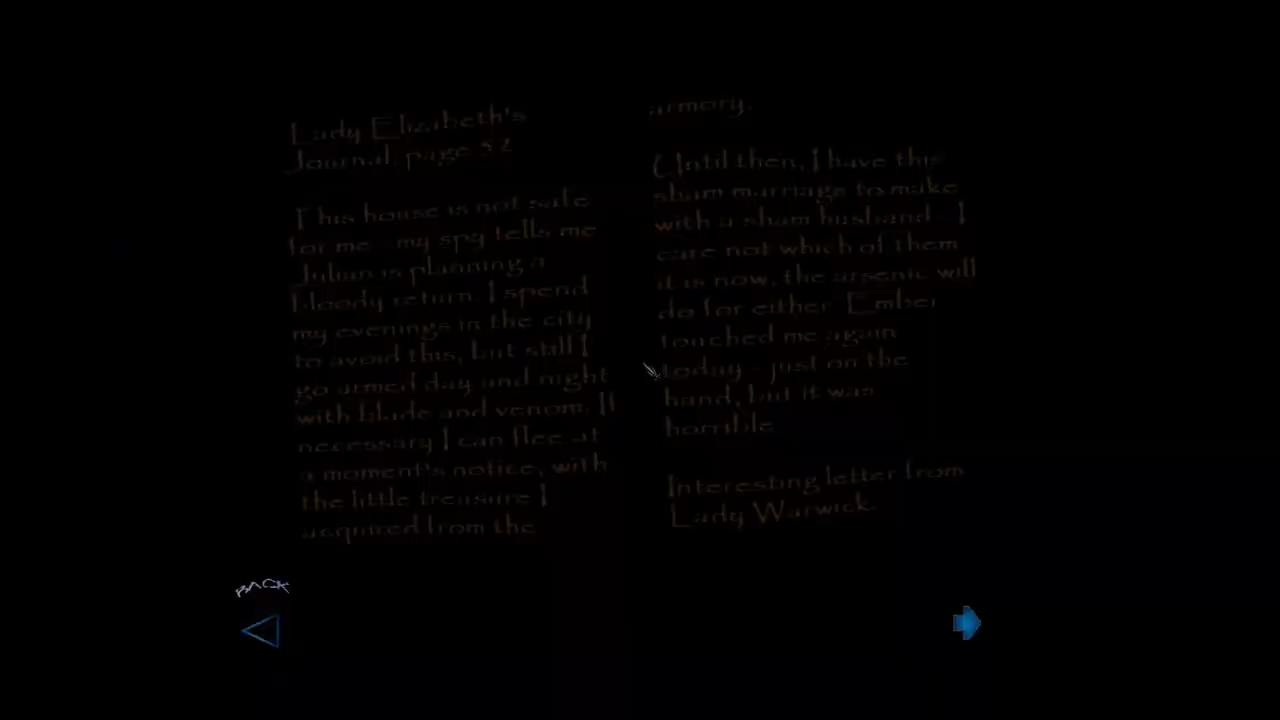 Lady Elizabeth's
Journal, page 52
This house is not safe
for me - my spy tells me
Julian is planning a
bloody return. I spend
my evenings in the city
to avoid this, but still I
go armed day and night
with blade and venom. If
necessary I can flee at
a moment's notice, with
the little treasure I
acquired from the
armory.
Until then, I have this
sham marriage to make
with a sham husband - I
care not which of them
it is now, the arsenic will
do for either. Ember
touched me again
today - just on the
hand, but it was
horrible.
Interesting letter from
Lady Warwick.
BACK